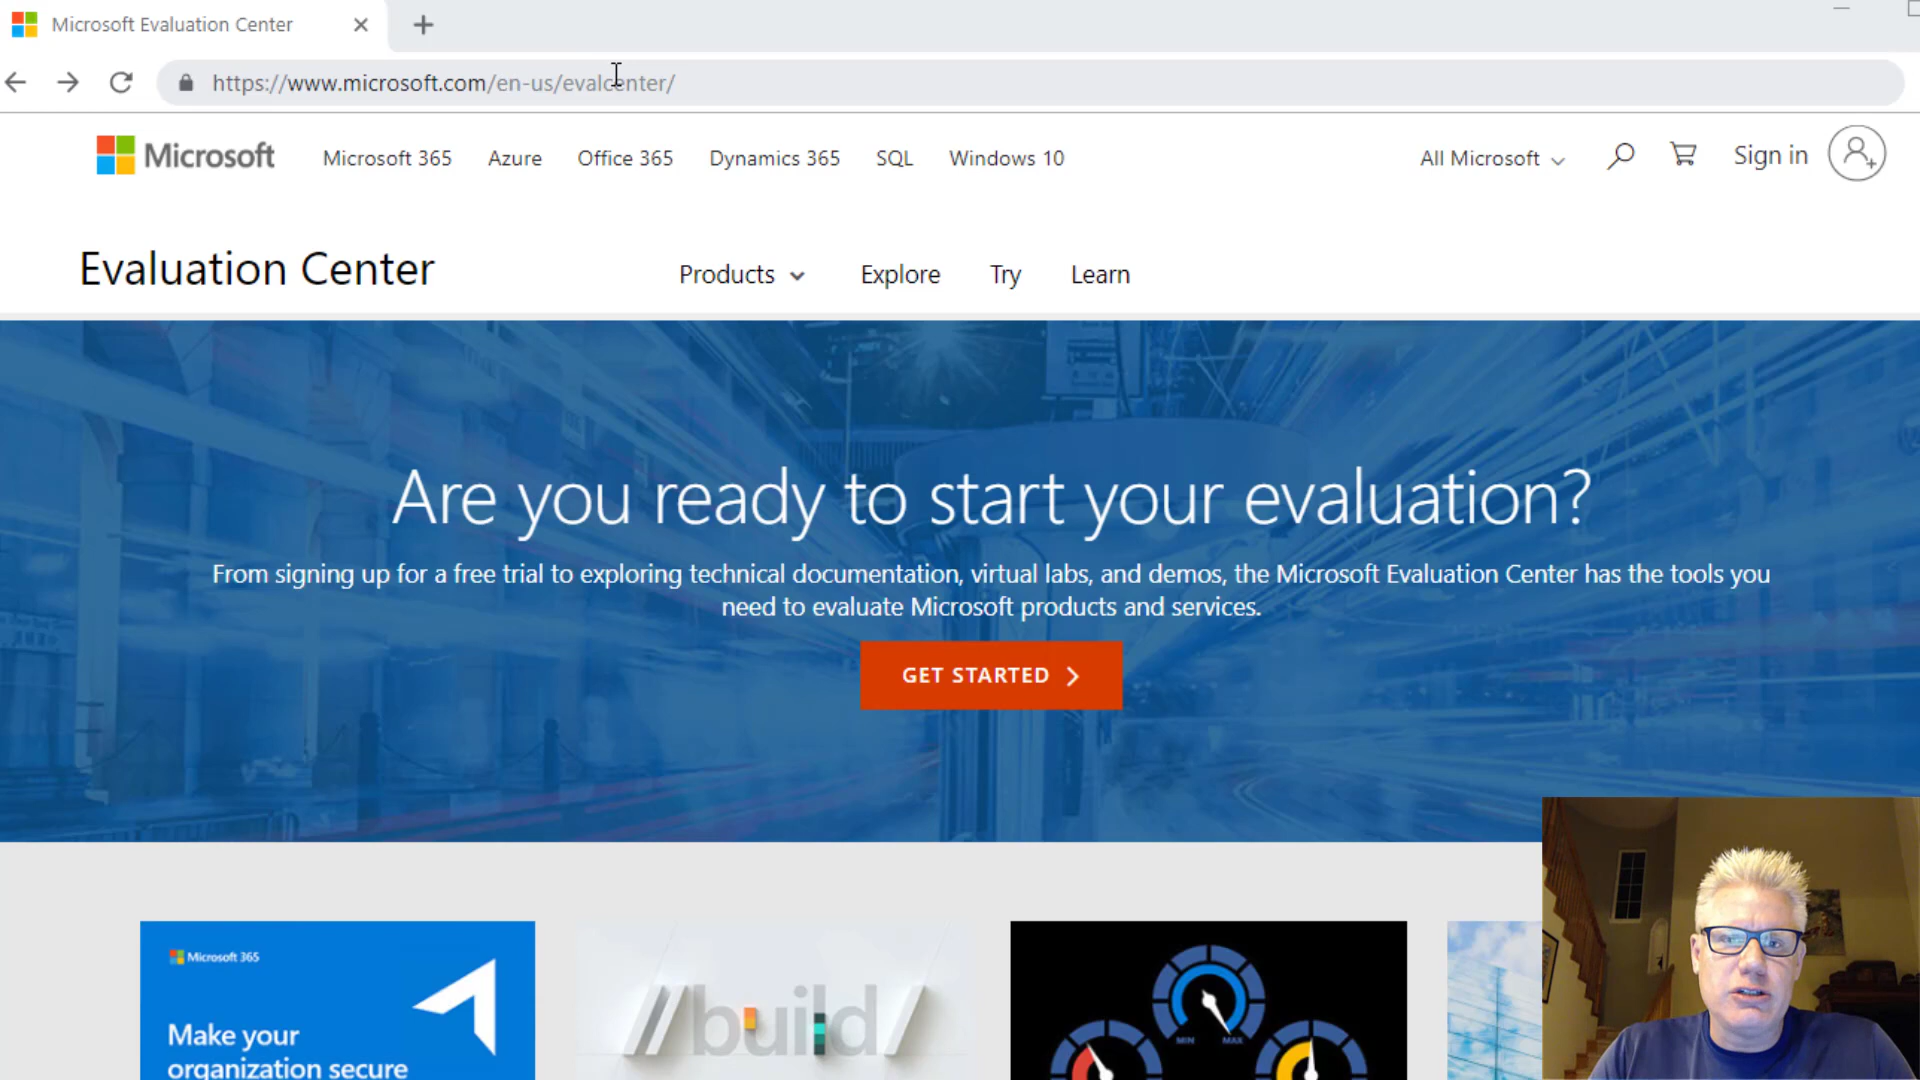 Microsoft Evaluation Center
https://www.microsoft.com/en-us/evalcenter/
Microsoft
Microsoft 365
Azure
Office 365
Dynamics 365
SQL
Windows 10
All Microsoft
Sign in
Evaluation Center
Products
Explore
Try
Learn
Are you ready to start your evaluation?
From signing up for a free trial to exploring technical documentation, virtual labs, and demos, the Microsoft Evaluation Center has the tools you
need to evaluate Microsoft products and services.
GET STARTED
Microsoft 365
Make your
organization secure
//build/
MIN MAX